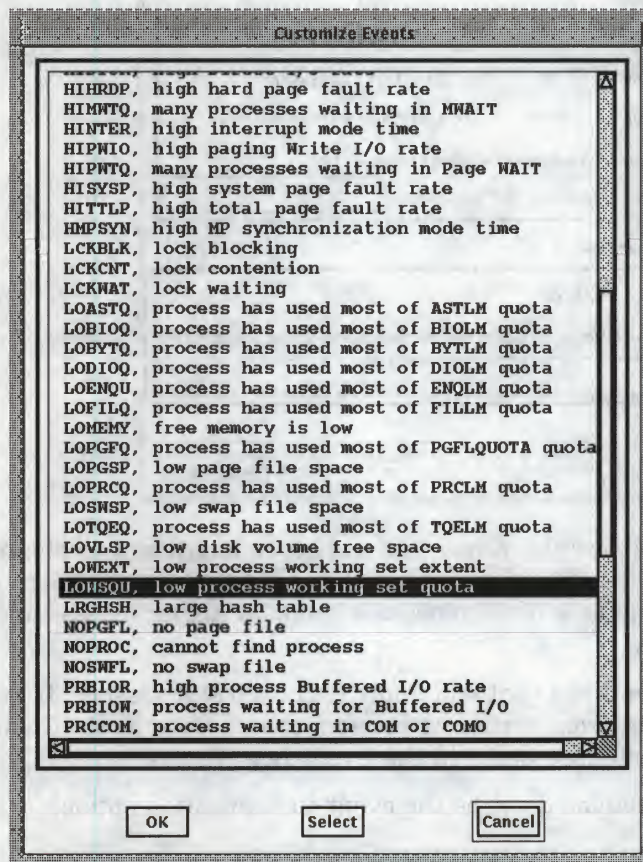 Customize Events
HIHRDP, high hard page fault rate
HIMWTQ, many processes waiting in MWAIT
HINTER, high interrupt mode time
HIPWIO, high paging Write I/O rate
HIPWTQ, many processes waiting in Page WAIT
HISYSP, high system page fault rate
HITTLP, high total page fault rate
HMPSYN, high MP synchronization mode time
LCKBLK, lock blocking
LCKCNT, lock contention
LCKWAT, lock waiting
LOASTQ, process has used most of ASTLM quota
LOBIOQ, process has used most of BIOLM quota
LOBYTQ, process has used most of BYTLM quota
LODIOQ, process has used most of DIOLM quota
LOENQU, process has used most of ENQLM quota
LOFILQ, process has used most of FILLM quota
LOMEMY, free memory is low
LOPGFQ, process has used most of PGFLQUOTA quota
LOPGSP, low page file space
LOPRCQ, process has used most of PRCLM quota
LOSWSP, low swap file space
LOTQEQ, process has used most of TQELM quota
LOVLSP, low disk volume free space
LOWEXT, low process working set extent
LOWSQU, low process working set quota
LRGHSH, large hash table
NOPGFL, no page file
NOPROC, cannot find process
NOSWFL, no swap file
PRBIOR, high process Buffered I/O rate
PRBIOW, process waiting for Buffered I/O
PRCCOM, process waiting in COM or COMO
OK Select Cancel